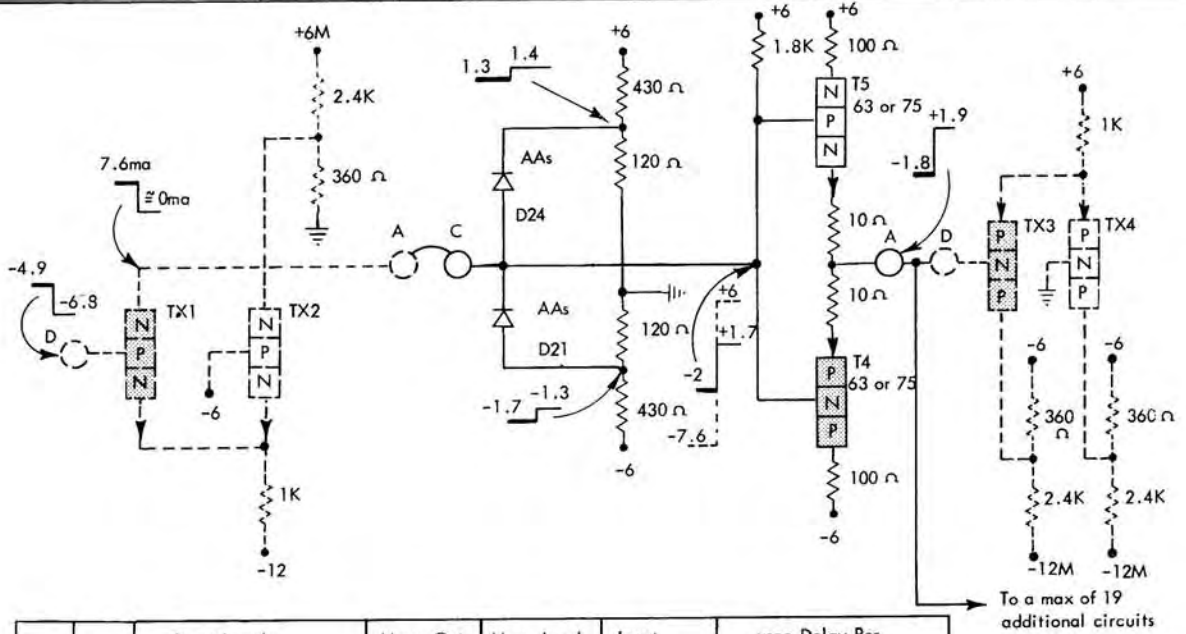 +6M
2.4K
360 Ω
7.6ma
≅0ma
-4.9
-6.8
D
N
P
N
TX1
N
P
N
TX2
-6
1K
-12
A
C
1.3
1.4
+6
430 Ω
120 Ω
AAs
D24
AAs
D21
120 Ω
430 Ω
-1.7
-1.3
-6
+6
1.8K
+6
100 Ω
N
P
N
T5
63 or 75
10 Ω
10 Ω
+6
+1.7
-2
-7.6
P
N
P
T4
63 or 75
100 Ω
-6
+1.9
-1.8
A
D
+6
1K
P
N
P
TX3
P
N
P
TX4
-6
360
Ω
2.4K
-12M
-6
360 Ω
2.4K
-12M
To a max of 19
additional circuits